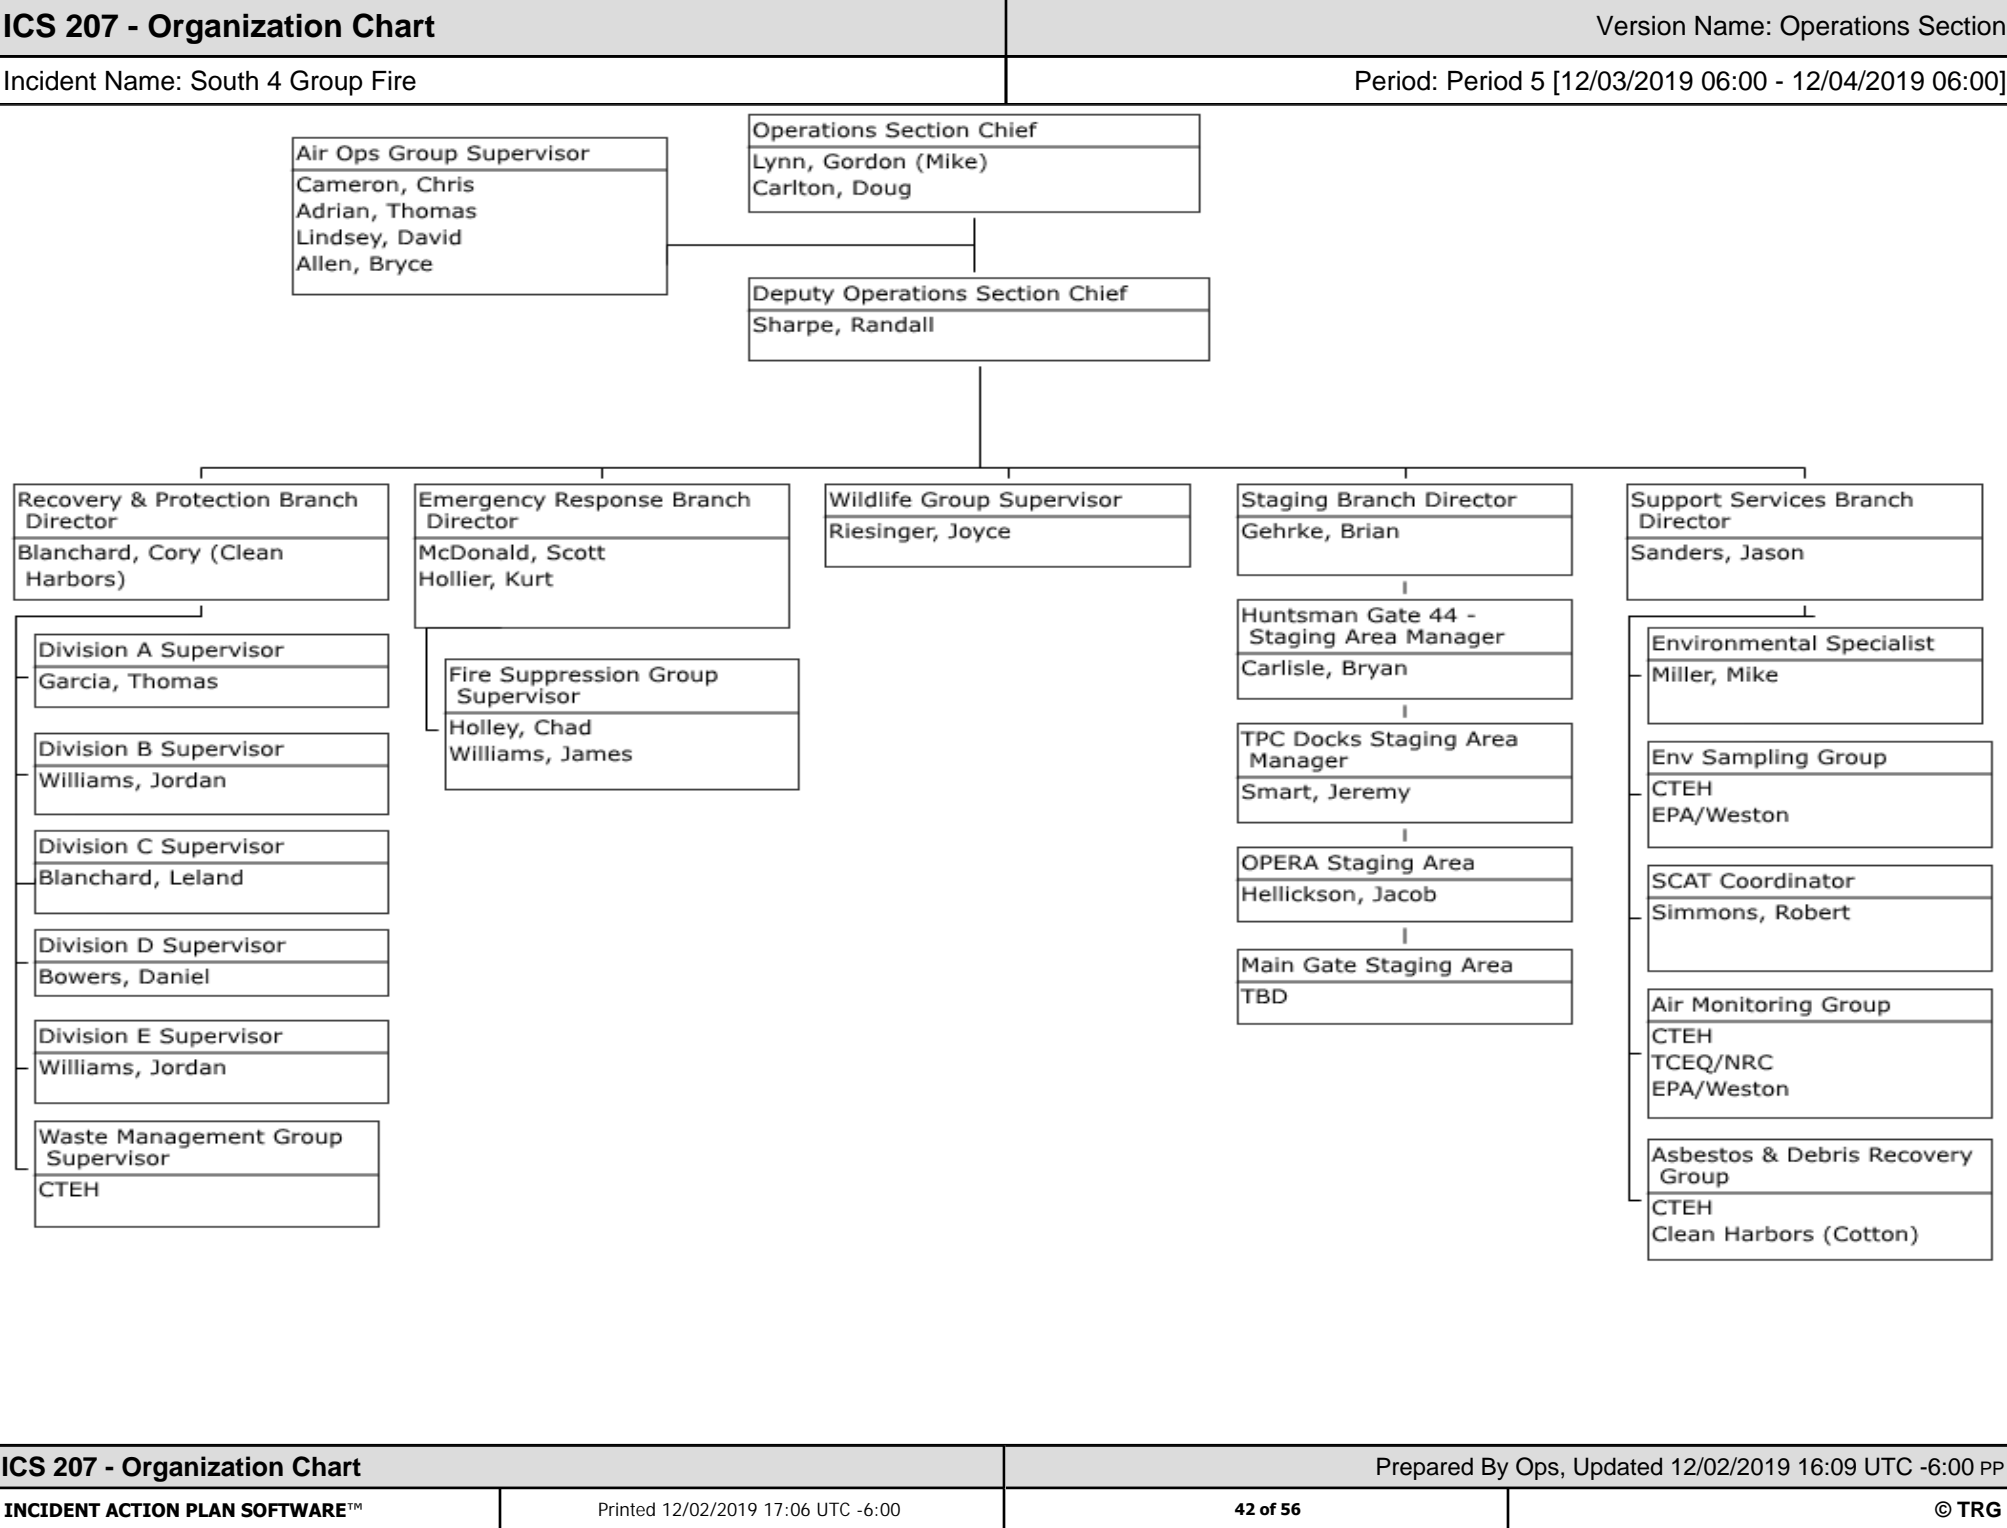 ICS 207 - Organization Chart
Version Name: Operations Section
Incident Name: South 4 Group Fire
Period: Period 5 [12/03/2019 06:00 - 12/04/2019 06:00]
Operations Section Chief
Lynn, Gordon (Mike)
Carlton, Doug
Air Ops Group Supervisor
Cameron, Chris
Adrian, Thomas
Lindsey, David
Allen, Bryce
Deputy Operations Section Chief
Sharpe, Randall
Recovery & Protection Branch
Director
Blanchard, Cory (Clean
Harbors)
Division A Supervisor
Garcia, Thomas
Division B Supervisor
Williams, Jordan
Division C Supervisor
Blanchard, Leland
Division D Supervisor
Bowers, Daniel
Division E Supervisor
Williams, Jordan
Waste Management Group
Supervisor
CTEH
Emergency Response Branch
Director
McDonald, Scott
Hollier, Kurt
Fire Suppression Group
Supervisor
Holley, Chad
Williams, James
Wildlife Group Supervisor
Riesinger, Joyce
Staging Branch Director
Gehrke, Brian
Huntsman Gate 44 -
Staging Area Manager
Carlisle, Bryan
TPC Docks Staging Area
Manager
Smart, Jeremy
OPERA Staging Area
Hellickson, Jacob
Main Gate Staging Area
TBD
Support Services Branch
Director
Sanders, Jason
Environmental Specialist
Miller, Mike
Env Sampling Group
CTEH
EPA/Weston
SCAT Coordinator
Simmons, Robert
Air Monitoring Group
CTEH
TCEQ/NRC
EPA/Weston
Asbestos & Debris Recovery
Group
CTEH
Clean Harbors (Cotton)
ICS 207 - Organization Chart
Prepared By Ops, Updated 12/02/2019 16:09 UTC -6:00 PP
INCIDENT ACTION PLAN SOFTWARE™
Printed 12/02/2019 17:06 UTC -6:00
42 of 56
© TRG